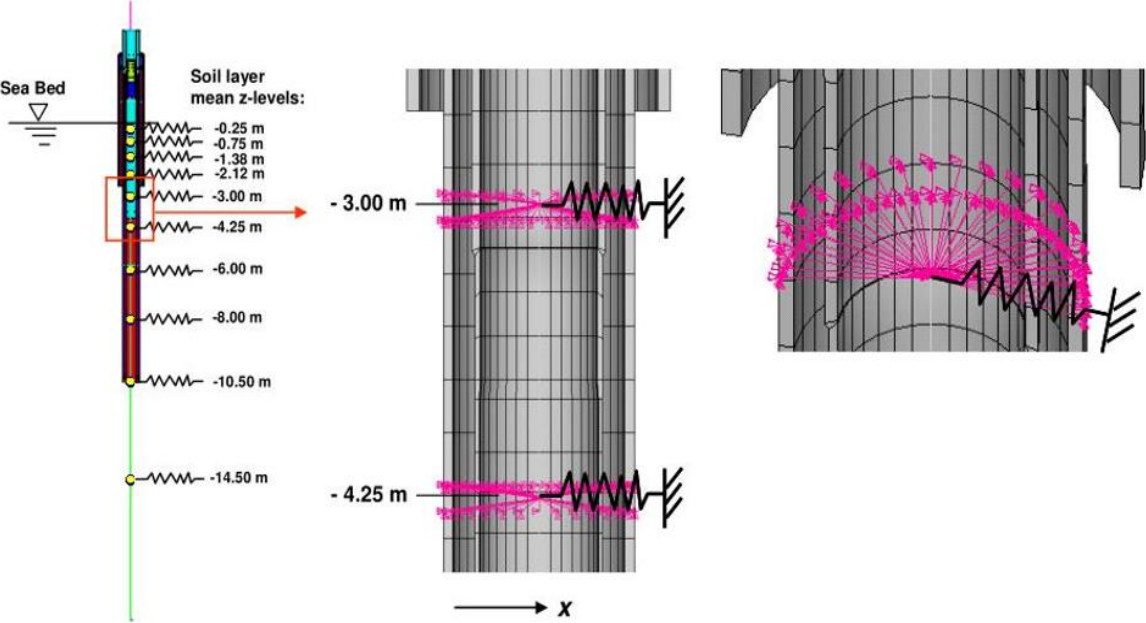 Sea Bed
Soil layer
mean z-levels:
-0.25 m
-0.75 m
-1.38 m
-2.12 m
-3.00 m
-4.25 m
-6.00 m
-8.00 m
-10.50 m
-14.50 m
- 3.00 m
- 4.25 m
x